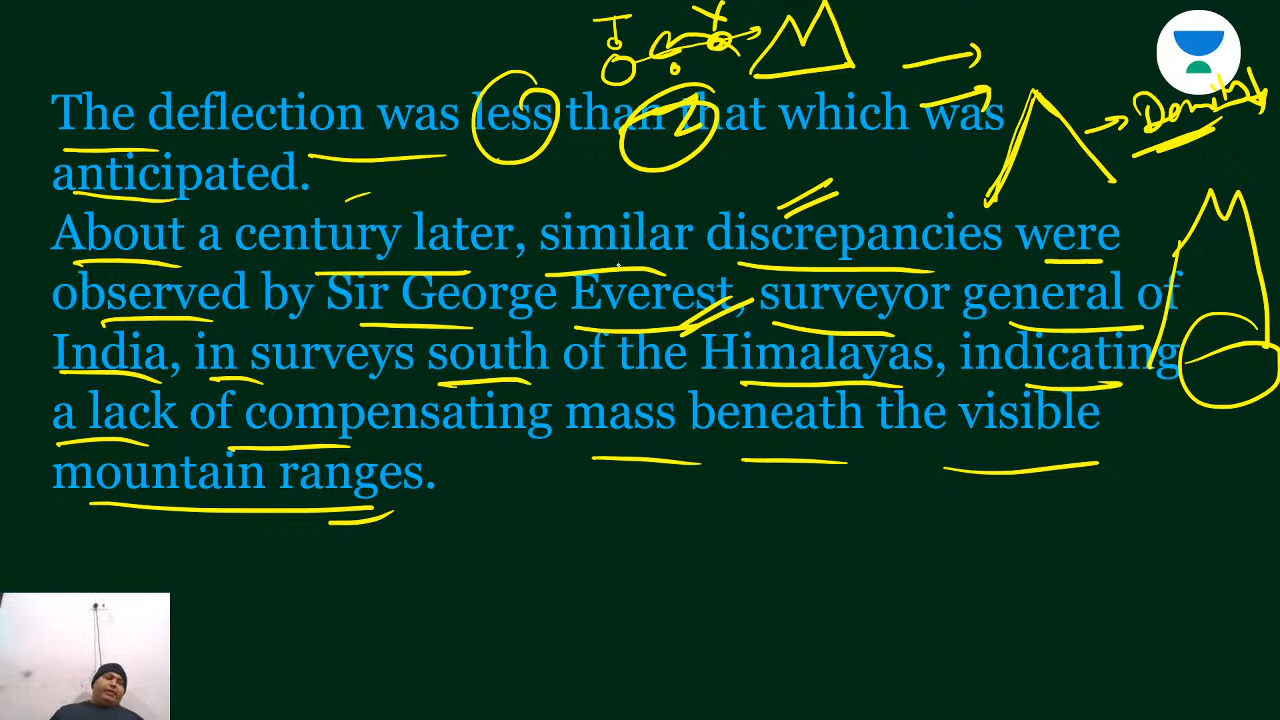 Density
The deflection was less than that which was
anticipated.
About a century later, similar discrepancies were
observed by Sir George Everest, surveyor general of
India, in surveys south of the Himalayas, indicating
a lack of compensating mass beneath the visible
mountain ranges.